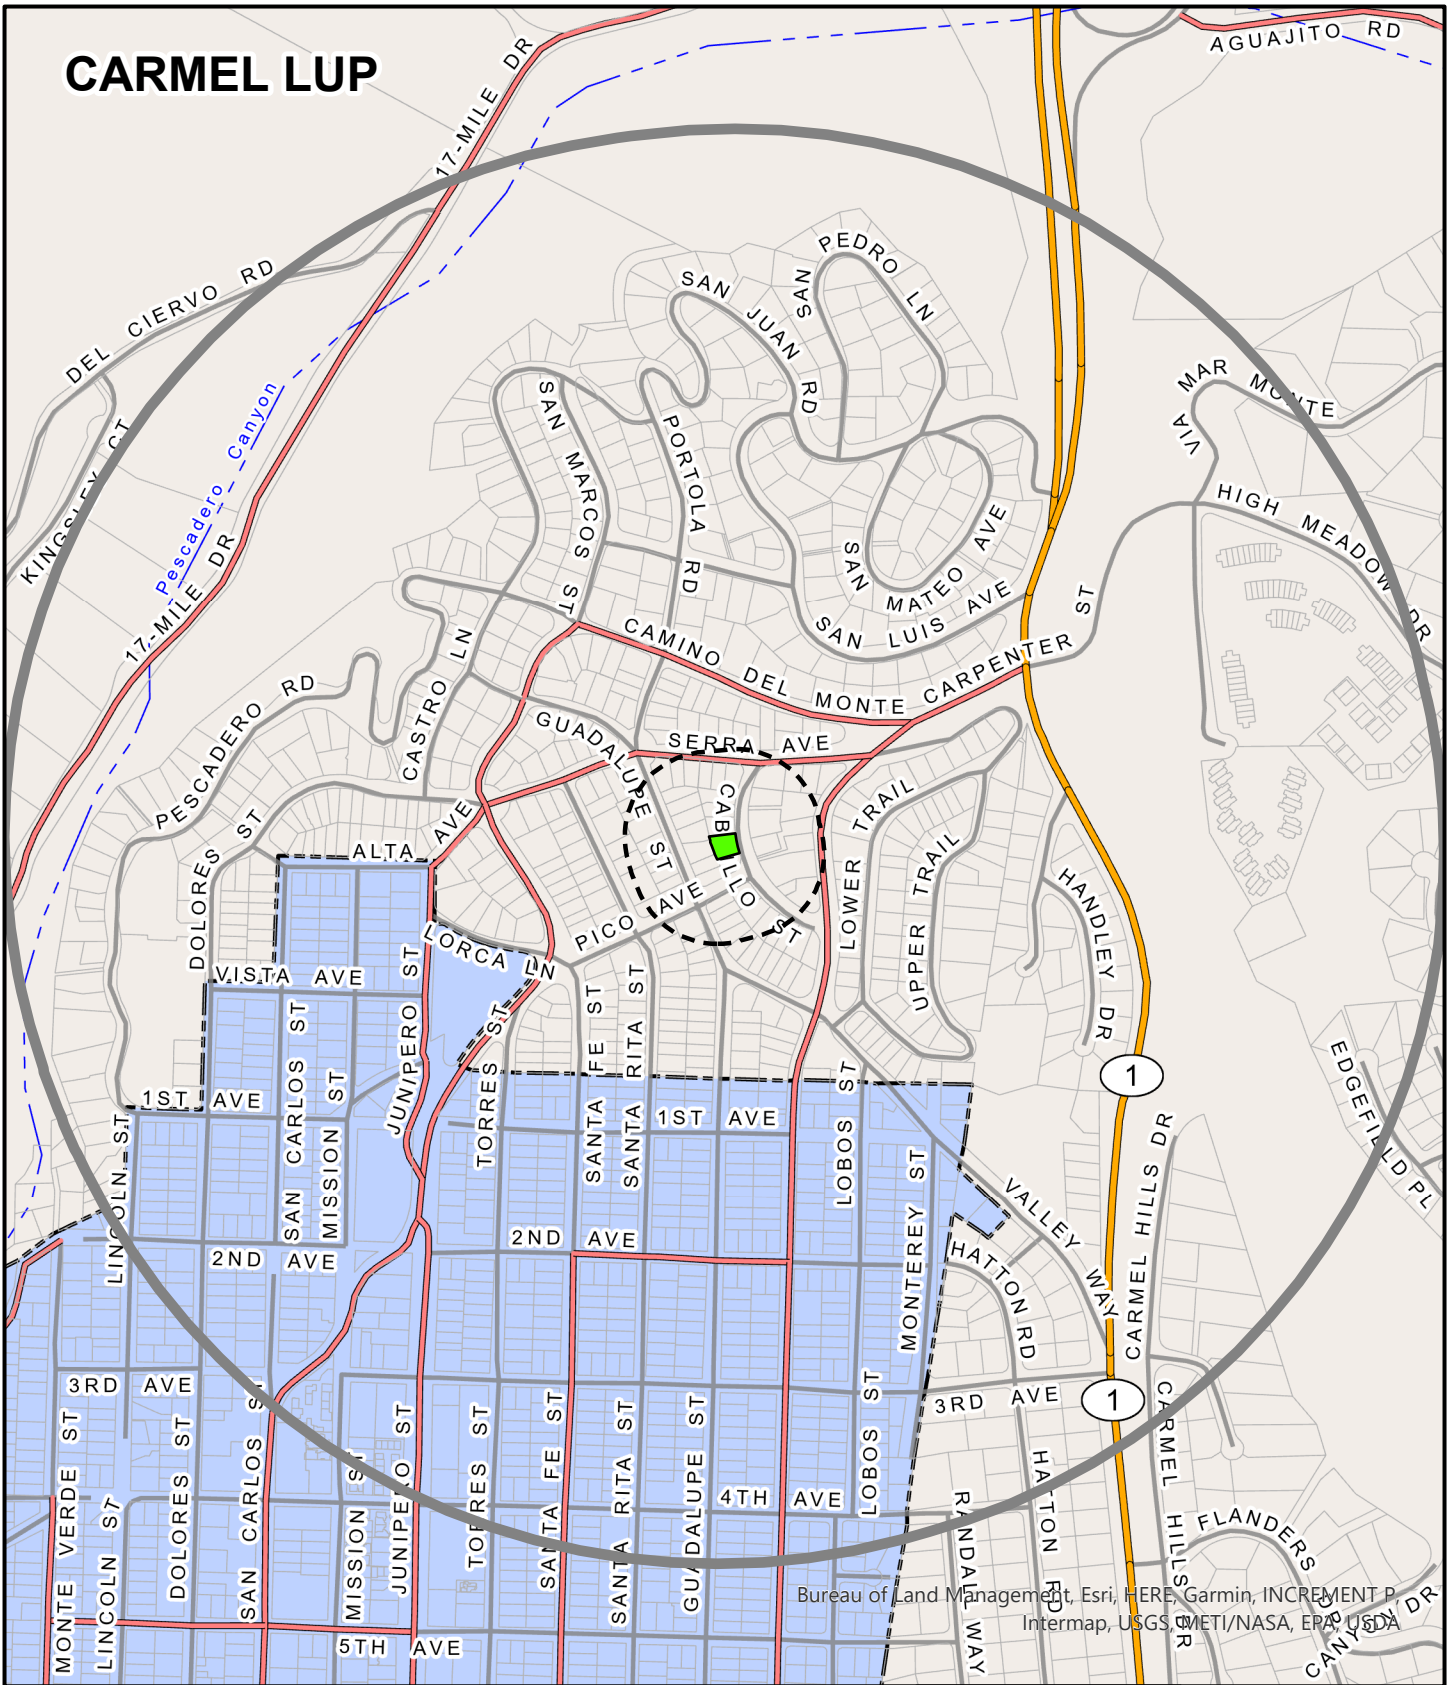 CARMEL LUP
17-MILE DR
AGUAJITO RD
DEL CIERVO RD
SAN PEDRO LN
SAN JUAN RD
KINGSLEY CT
Pescadero Canyon
17-MILE DR
SAN MARCOS ST
PORTOLA RD
VIA MAR MONTE
HIGH MEADOW DR
SAN MATEO AVE
SAN LUIS AVE
CAMINO DEL MONTE
CARPENTER ST
PESCADERO RD
CASTRO LN
GUADALUPE ST
SERRA AVE
CABRILLO ST
PICO AVE
LOWER TRAIL
UPPER TRAIL
HANDLEY DR
DOLORES ST
ALTA AVE
LORCA LN
VISTA AVE
SAN CARLOS ST
MISSION ST
JUNIPERO ST
TORRES ST
SANTA FE ST
SANTA RITA ST
1ST AVE
1ST AVE
LOBOS ST
MONTEREY ST
1
EDGEFIELD PL
LINCOLN ST
2ND AVE
2ND AVE
VALLEY WAY
HATTON RD
CARMEL HILLS DR
3RD AVE
3RD AVE
1
MONTE VERDE ST
LINCOLN ST
DOLORES ST
SAN CARLOS ST
MISSION ST
JUNIPERO ST
TORRES ST
SANTA FE ST
SANTA RITA ST
GUADALUPE ST
4TH AVE
LOBOS ST
RANDALL WAY
HATTON RD
CARMEL HILLS DR
FLANDERS DR
CANYON DR
5TH AVE
Bureau of Land Management, Esri, HERE, Garmin, INCREMENT P,
Intermap, USGS, METI/NASA, EPA, USDA